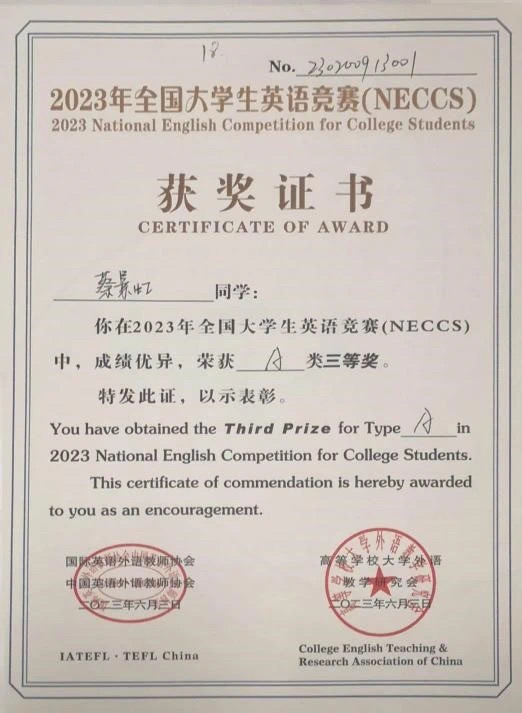 18.
No. 230200913001
2023年全国大学生英语竞赛(NECCS)
2023 National English Competition for College Students
获奖证书
CERTIFICATE OF AWARD
蔡景虹 同学：
你在2023年全国大学生英语竞赛(NECCS)
中，成绩优异，荣获 A 类三等奖。
特发此证，以示表彰。
You have obtained the Third Prize for Type A in
2023 National English Competition for College Students.
This certificate of commendation is hereby awarded
to you as an encouragement.
国际英语外语教师协会
中国英语外语教师协会
二〇二三年六月三日
IATEFL · TEFL China
高等学校大学外语
教学研究会
二〇二三年六月三日
College English Teaching &
Research Association of China